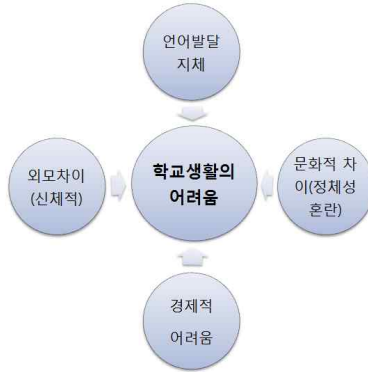 언어발달
지체
외모차이
(신체적)
학교생활의
어려움
문화적 차
이(정체성
혼란)
경제적
어려움